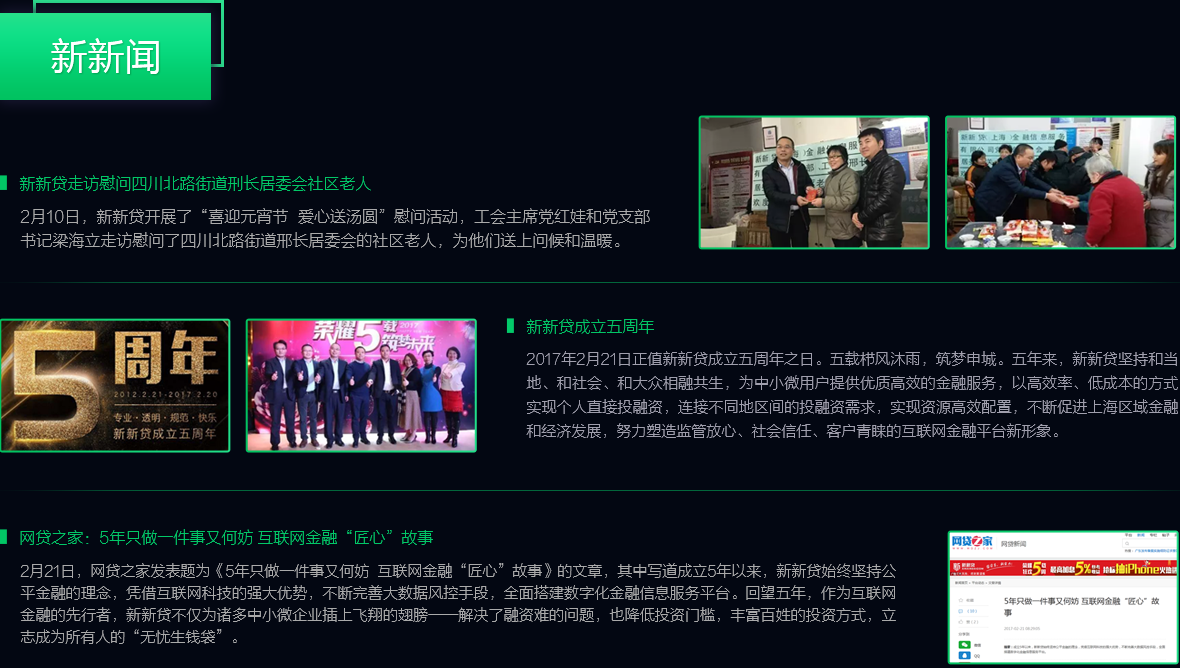 新新闻
新新贷走访慰问四川北路街道刑长居委会社区老人
2月10日，新新贷开展了“喜迎元宵节  爱心送汤圆”慰问活动，工会主席党红娃和党支部
书记梁海立走访慰问了四川北路街道邢长居委会的社区老人，为他们送上问候和温暖。
5周年
2012.2.21-2017.2.20
专业·透明·规范·快乐
新新贷成立五周年
荣耀5载 2017
筑梦未来
新新贷成立五周年
2017年2月21日正值新新贷成立五周年之日。五载栉风沐雨，筑梦申城。五年来，新新贷坚持和当
地、和社会、和大众相融共生，为中小微用户提供优质高效的金融服务，以高效率、低成本的方式
实现个人直接投融资，连接不同地区间的投融资需求，实现资源高效配置，不断促进上海区域金融
和经济发展，努力塑造监管放心、社会信任、客户青睐的互联网金融平台新形象。
网贷之家：5年只做一件事又何妨 互联网金融“匠心”故事
2月21日，网贷之家发表题为《5年只做一件事又何妨  互联网金融“匠心”故事》的文章，其中写道成立5年以来，新新贷始终坚持公
平金融的理念，凭借互联网科技的强大优势，不断完善大数据风控手段，全面搭建数字化金融信息服务平台。回望五年，作为互联网
金融的先行者，新新贷不仅为诸多中小微企业插上飞翔的翅膀——解决了融资难的问题，也降低投资门槛，丰富百姓的投资方式，立
志成为所有人的“无忧生钱袋”。
网贷之家 网贷新闻
5年只做一件事又何妨 互联网金融“匠心”故
事